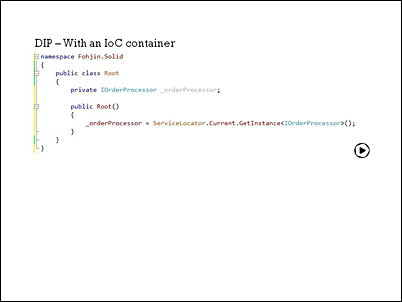 DIP – With an IoC container
namespace Fohjin.Solid
{
public class Root
{
private IOrderProcessor _orderProcessor;
public Root()
{
_orderProcessor = ServiceLocator.Current.GetInstance<IOrderProcessor>();
}
}
}